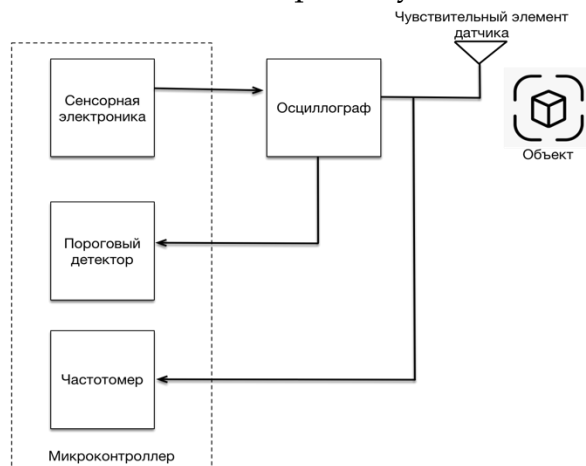 Чувствительный элемент
датчика
Сенсорная
электроника
Осциллограф
Объект
Пороговый
детектор
Частотомер
Микроконтроллер